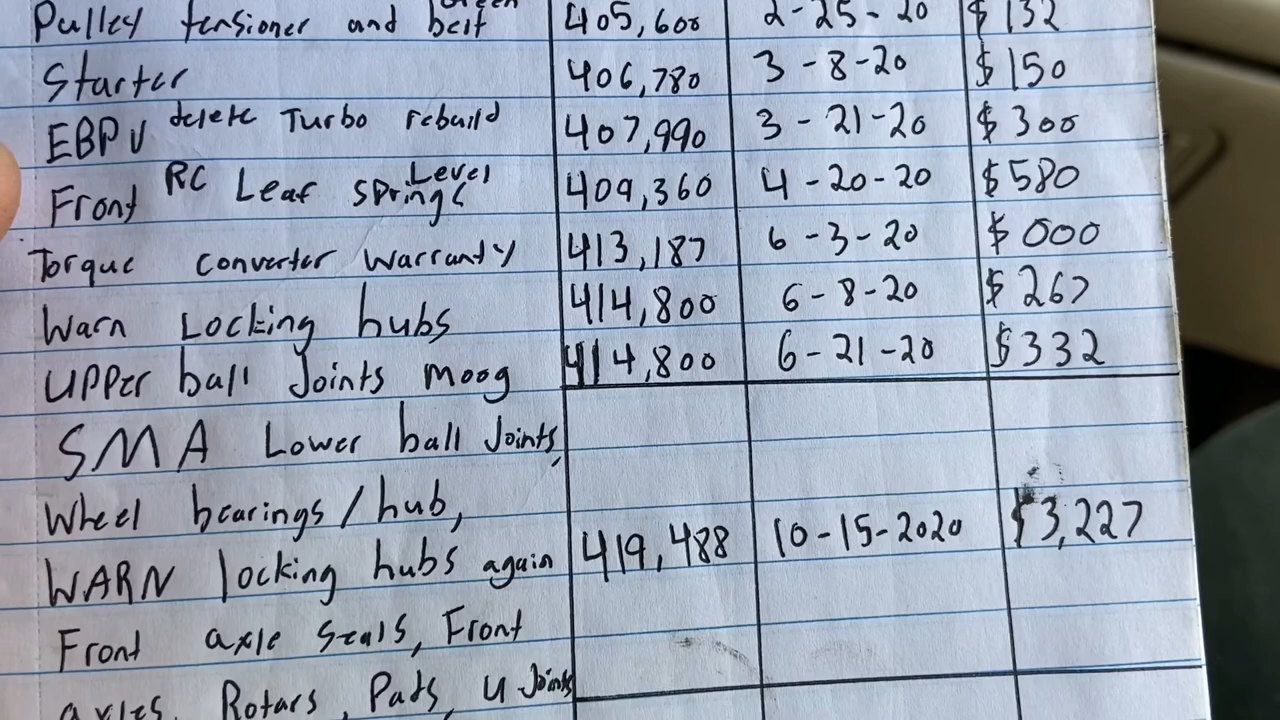 Pulley tensioner and belt 405,600 2-25-20 $132
Starter 406,780 3-8-20 $150
EBPV delete Turbo rebuild 407,990 3-21-20 $300
Level
Front RC Leaf springs 409,360 4-20-20 $580
Torque converter warranty 413,187 6-3-20 $000
Warn Locking hubs 414,800 6-8-20 $267
UPPer ball Joints moog 414,800 6-21-20 $332
SMA Lower ball Joints,
Wheel bearings/hub,
WARN locking hubs again 419,488 10-15-2020 $3,227
Front axle seals, Front
axles, Rotars, Pads, U Joints